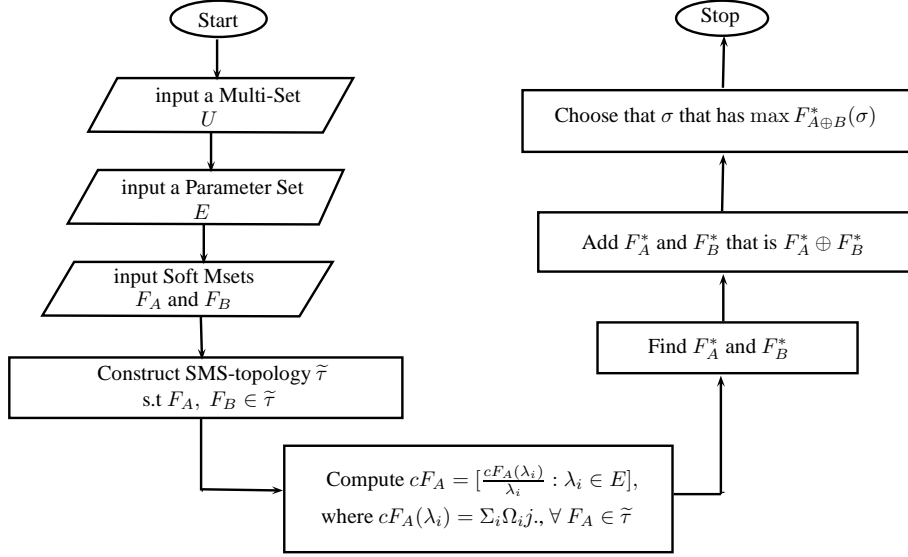 Start
input a Multi-Set
U
input a Parameter Set
E
input Soft Msets
F_A and F_B
Construct SMS-topology τ̃
s.t F_A, F_B ∈ τ̃
Compute cF_A = [cF_A(λ_i)/λ_i : λ_i ∈ E],
where cF_A(λ_i) = Σ_iΩ_ij., ∀ F_A ∈ τ̃
Find F*_A and F*_B
Add F*_A and F*_B that is F*_A ⊕ F*_B
Choose that σ that has max F*_{A⊕B}(σ)
Stop